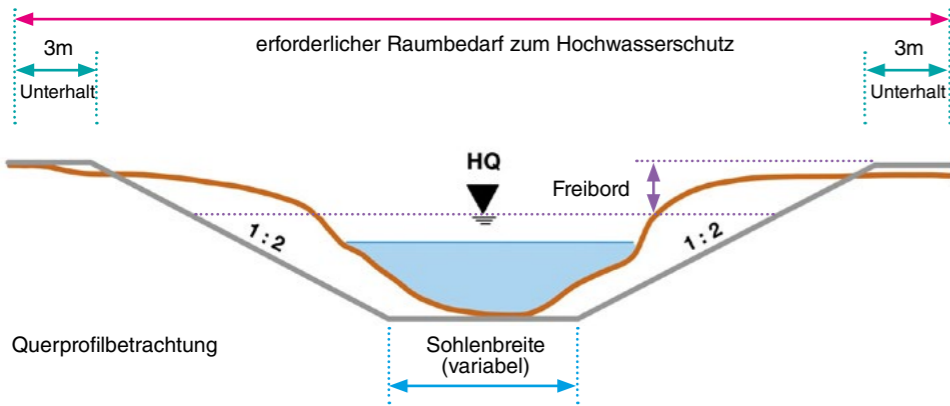 erforderlicher Raumbedarf zum Hochwasserschutz
3m
3m
Unterhalt
Unterhalt
HQ
Freibord
1 : 2
1 : 2
Querprofilbetrachtung
Sohlenbreite
(variabel)